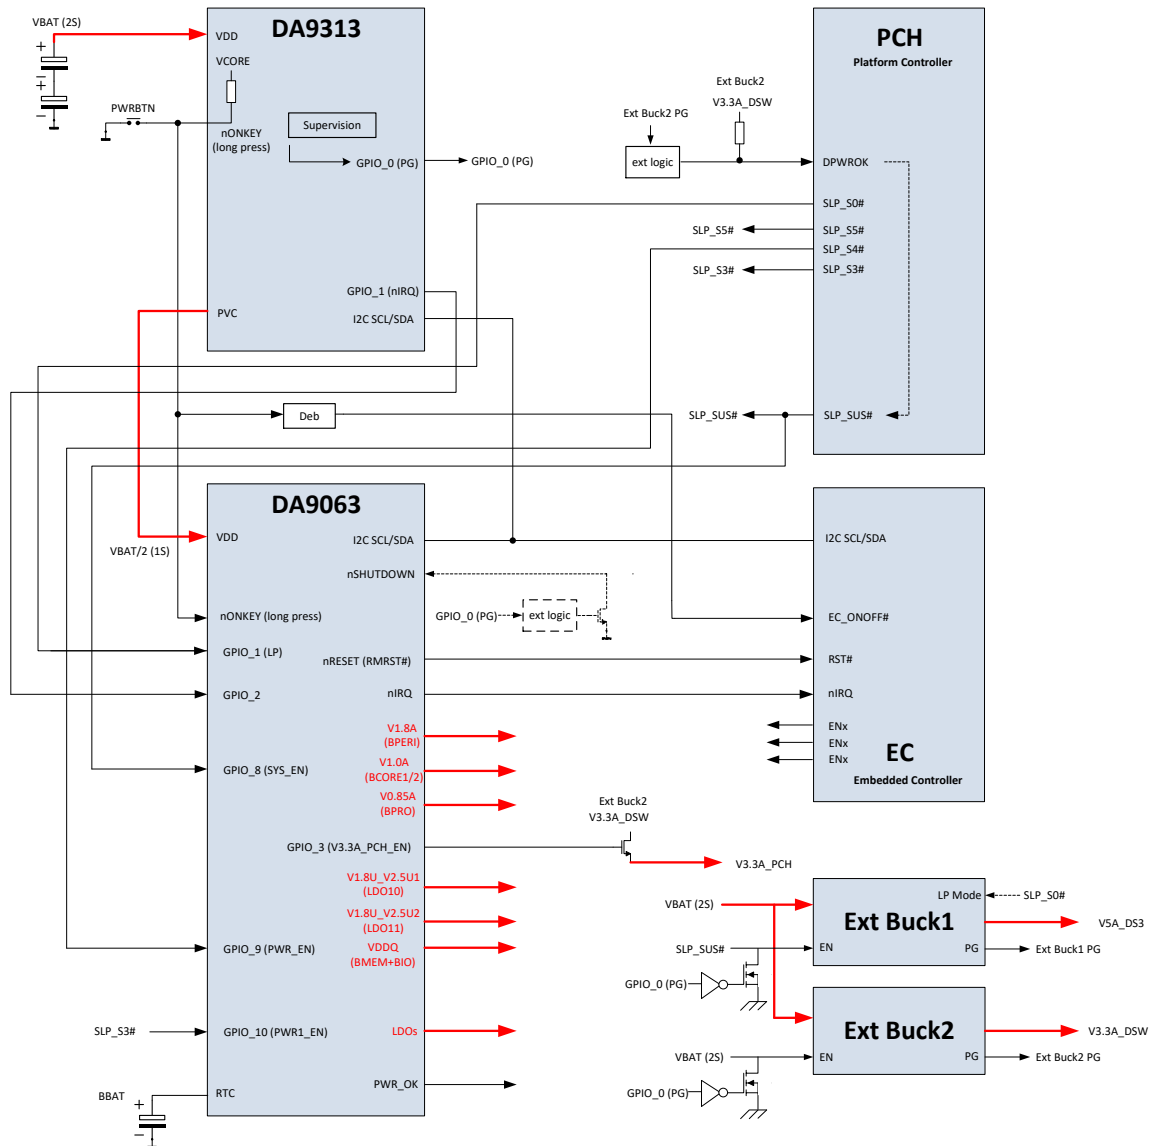 DA9313
VBAT (2S)
VDD
VCORE
PWRBTN
nONKEY
(long press)
Supervision
GPIO_0 (PG)
GPIO_0 (PG)
GPIO_1 (nIRQ)
I2C SCL/SDA
PVC
PCH
Platform Controller
Ext Buck2
V3.3A_DSW
Ext Buck2 PG
ext logic
DPWROK
SLP_S0#
SLP_S5#
SLP_S5#
SLP_S4#
SLP_S3#
SLP_S3#
SLP_SUS#
SLP_SUS#
Deb
DA9063
VDD
VBAT/2 (1S)
I2C SCL/SDA
nSHUTDOWN
GPIO_0 (PG)
ext logic
nONKEY (long press)
GPIO_1 (LP)
nRESET (RMRST#)
GPIO_2
nIRQ
V1.8A
(BPERI)
GPIO_8 (SYS_EN)
V1.0A
(BCORE1/2)
V0.85A
(BPRO)
GPIO_3 (V3.3A_PCH_EN)
Ext Buck2
V3.3A_DSW
V3.3A_PCH
V1.8U_V2.5U1
(LDO10)
V1.8U_V2.5U2
(LDO11)
GPIO_9 (PWR_EN)
VDDQ
(BMEM+BIO)
SLP_S3#
GPIO_10 (PWR1_EN)
LDOs
PWR_OK
BBAT
RTC
I2C SCL/SDA
EC_ONOFF#
RST#
nIRQ
ENx
ENx
ENx
EC
Embedded Controller
LP Mode
SLP_S0#
VBAT (2S)
Ext Buck1
V5A_DS3
SLP_SUS#
EN
PG
Ext Buck1 PG
GPIO_0 (PG)
Ext Buck2
V3.3A_DSW
VBAT (2S)
EN
PG
Ext Buck2 PG
GPIO_0 (PG)